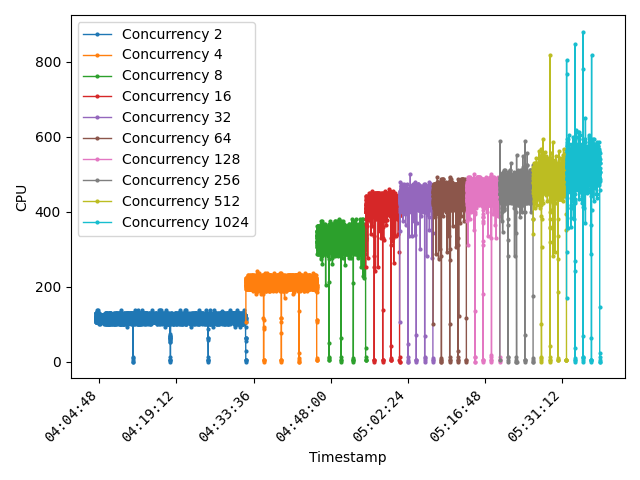 Concurrency 2
Concurrency 4
Concurrency 8
Concurrency 16
Concurrency 32
Concurrency 64
Concurrency 128
Concurrency 256
Concurrency 512
Concurrency 1024
CPU
800
600
400
200
0
04:04:48
04:19:12
04:33:36
04:48:00
05:02:24
05:16:48
05:31:12
Timestamp